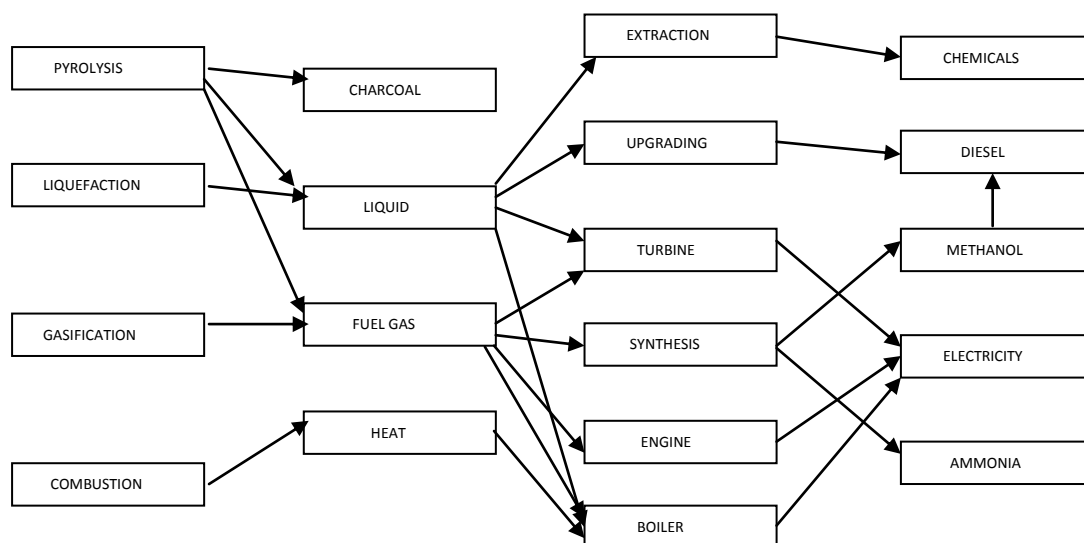 PYROLYSIS
LIQUEFACTION
GASIFICATION
COMBUSTION
CHARCOAL
LIQUID
FUEL GAS
HEAT
EXTRACTION
UPGRADING
TURBINE
SYNTHESIS
ENGINE
BOILER
CHEMICALS
DIESEL
METHANOL
ELECTRICITY
AMMONIA